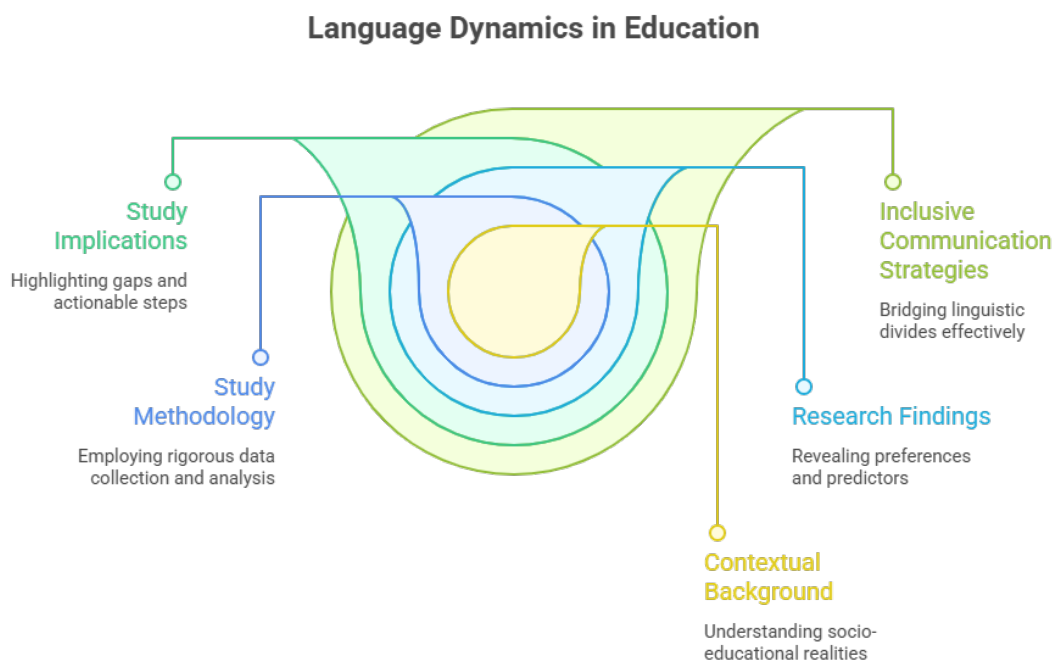 Language Dynamics in Education
Study
Implications
Highlighting gaps and
actionable steps
Inclusive
Communication
Strategies
Bridging linguistic
divides effectively
Study
Methodology
Employing rigorous data
collection and analysis
Research Findings
Revealing preferences
and predictors
Contextual
Background
Understanding socio-
educational realities